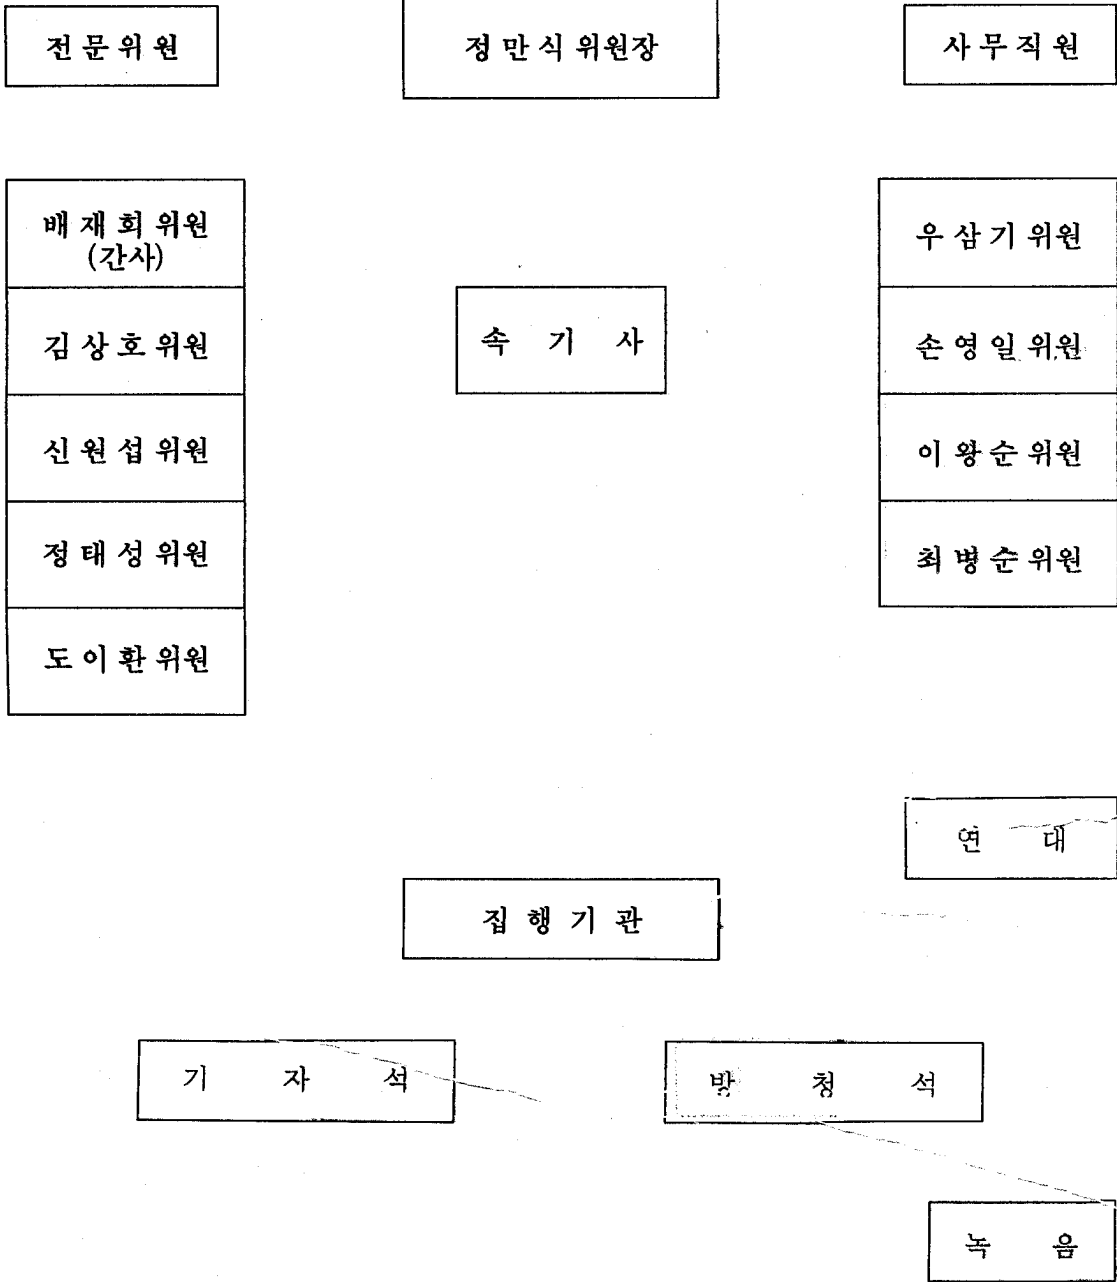 전문위원
정만식위원장
사무직원
배재회위원
(간사)
김상호위원
신원섭위원
정태성위원
도이환위원
속 기 사
우삼기위원
손영일위원
이왕순위원
최병순위원
연 대
집행기관
기 자 석
방 청 석
녹 음